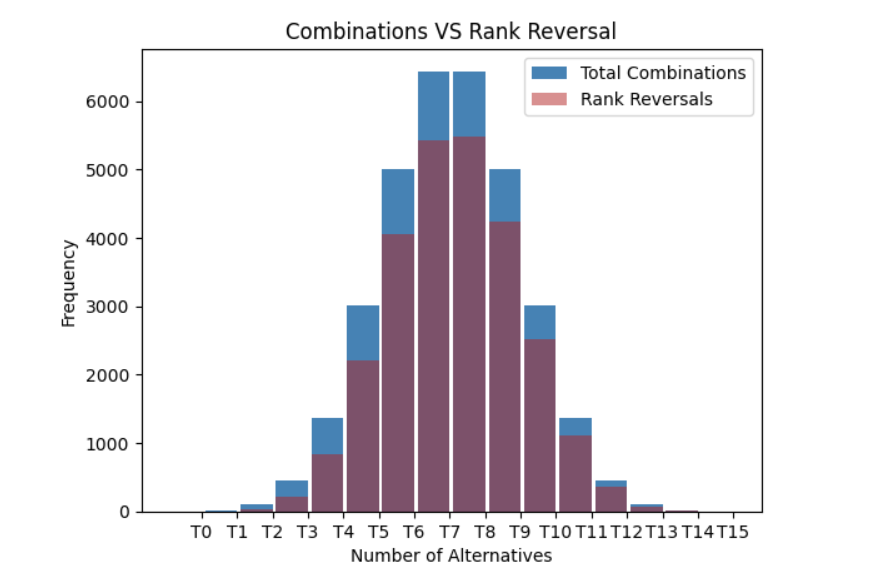 Combinations VS Rank Reversal
Total Combinations
Rank Reversals
6000
5000
4000
3000
2000
1000
0
Frequency
T0 T1 T2 T3 T4 T5 T6 T7 T8 T9 T10 T11 T12 T13 T14 T15
Number of Alternatives